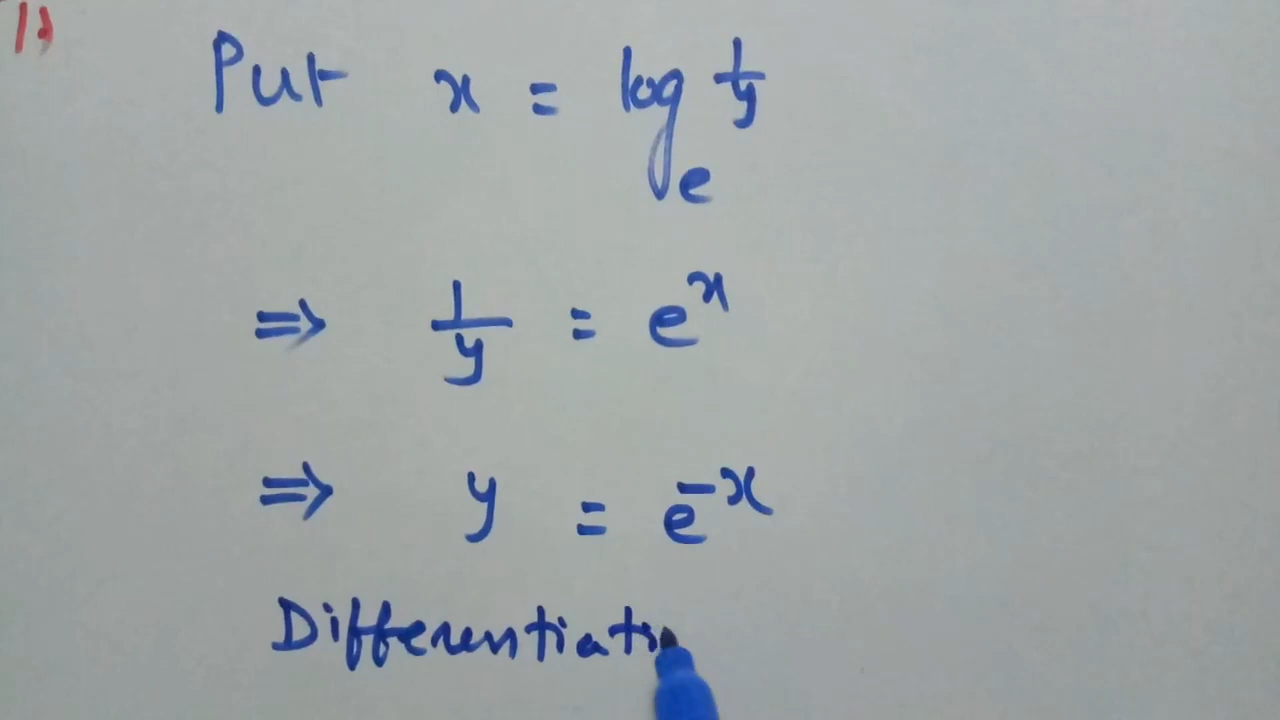 Put x = log_e 1/y
⇒ 1/y = e^x
⇒ y = e^-x
Differentiati